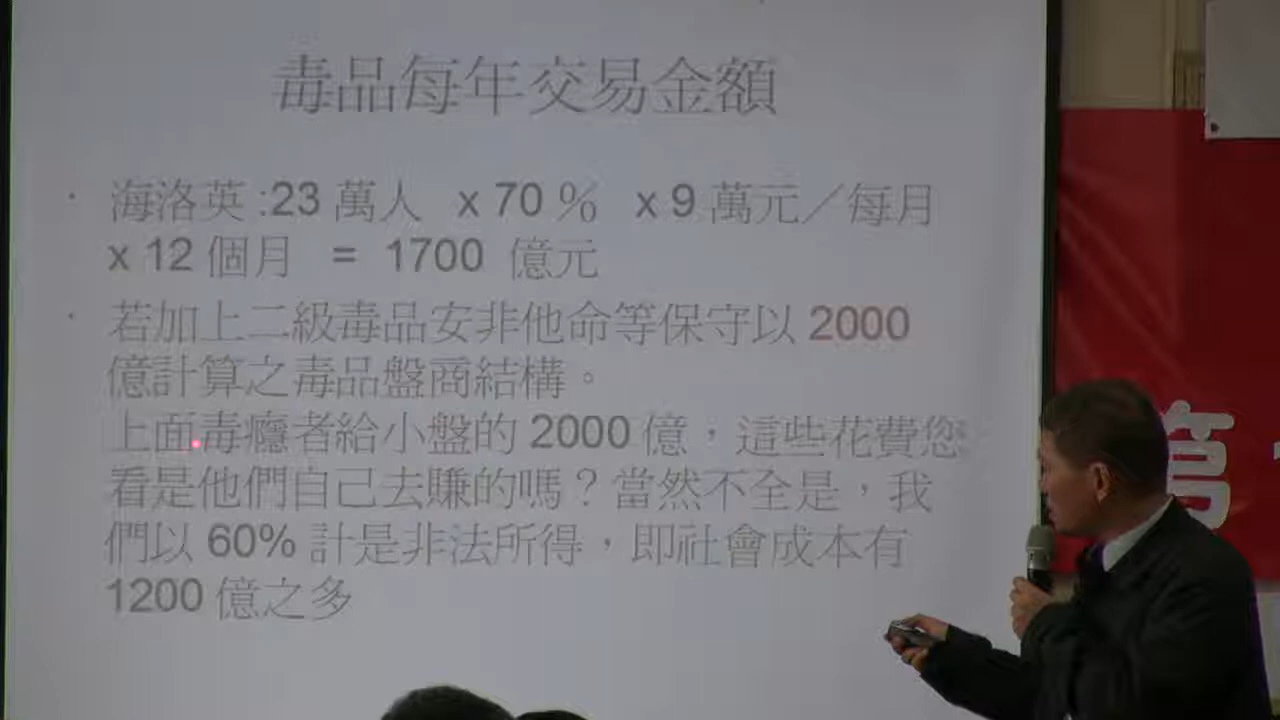 毒品每年交易金額
· 海洛英:23 萬人 x 70 % x 9 萬元／每月
x 12 個月 = 1700 億元
· 若加上二級毒品安非他命等保守以 2000
億計算之毒品盤商結構。
上面毒癮者給小盤的 2000 億，這些花費您
看是他們自己去賺的嗎？當然不全是，我
們以 60% 計是非法所得，即社會成本有
1200 億之多
第